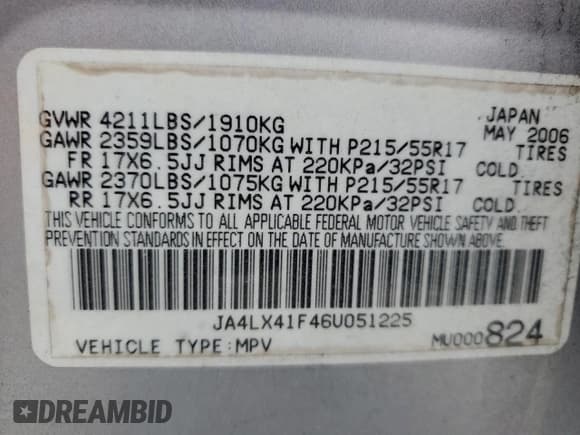 GVWR 4211LBS/1910KG JAPAN
MAY 2006
GAWR 2359LBS/1070KG WITH P215/55R17 TIRES
FR 17X6.5JJ RIMS AT 220KPa/32PSI COLD
GAWR 2370LBS/1075KG WITH P215/55R17 TIRES
RR 17X6.5JJ RIMS AT 220KPa/32PSI COLD.
THIS VEHICLE CONFORMS TO ALL APPLICABLE FEDERAL MOTOR VEHICLE SAFETY AND THEFT
PREVENTION STANDARDS IN EFFECT ON THE DATE OF MANUFACTURE SHOWN ABOVE.
JA4LX41F46U051225
VEHICLE TYPE:MPV MU000824
DREAMBID